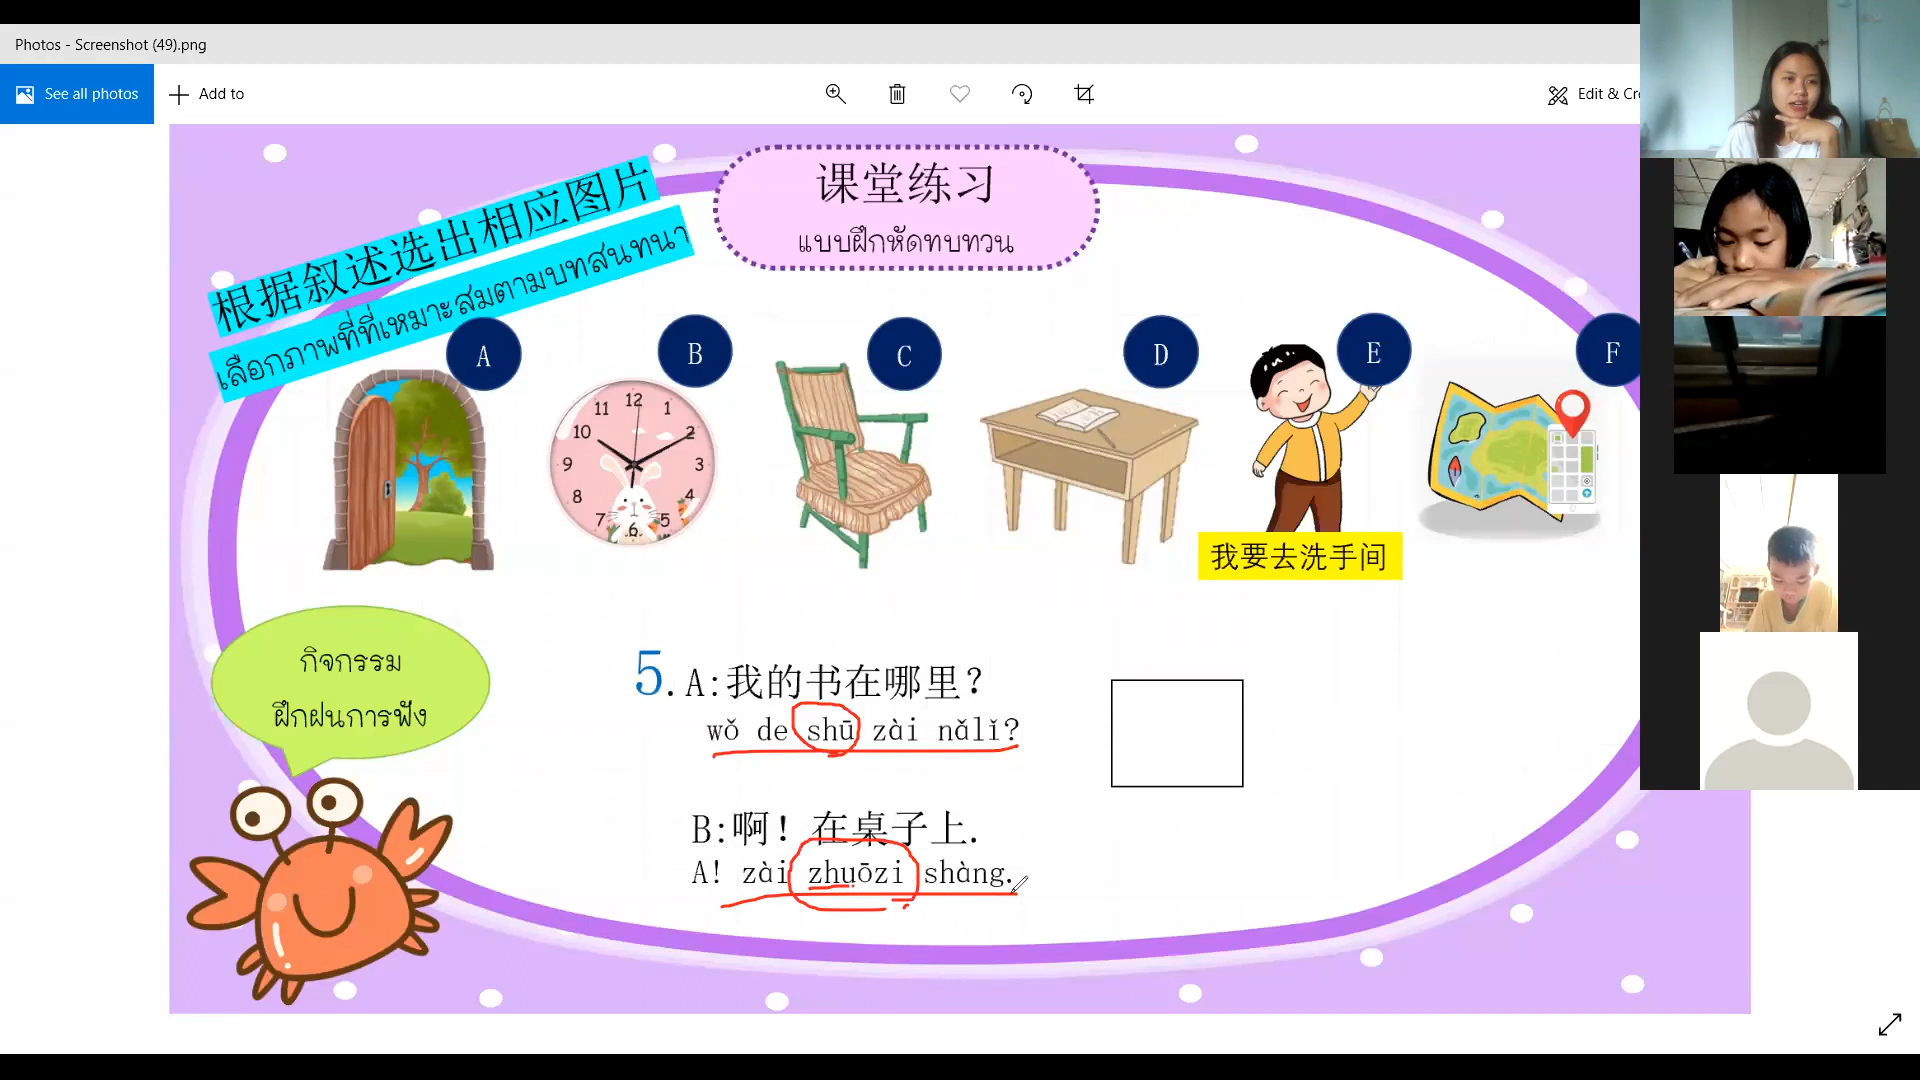 Photos - Screenshot (49).png
See all photos
Add to
Edit & Cre
课堂练习
แบบฝึกหัดทบทวน
根据叙述选出相应图片
เลือกภาพที่ที่เหมาะสมตามบทสนทนา
A
B
C
D
E
F
12
11 1
10 2
9 3
8 4
7 5
6
我要去洗手间
กิจกรรม
ฝึกฝนการฟัง
5. A:我的书在哪里?
wǒ de shū zài nǎlǐ?
B:啊! 在桌子上.
A! zài zhuōzi shàng.